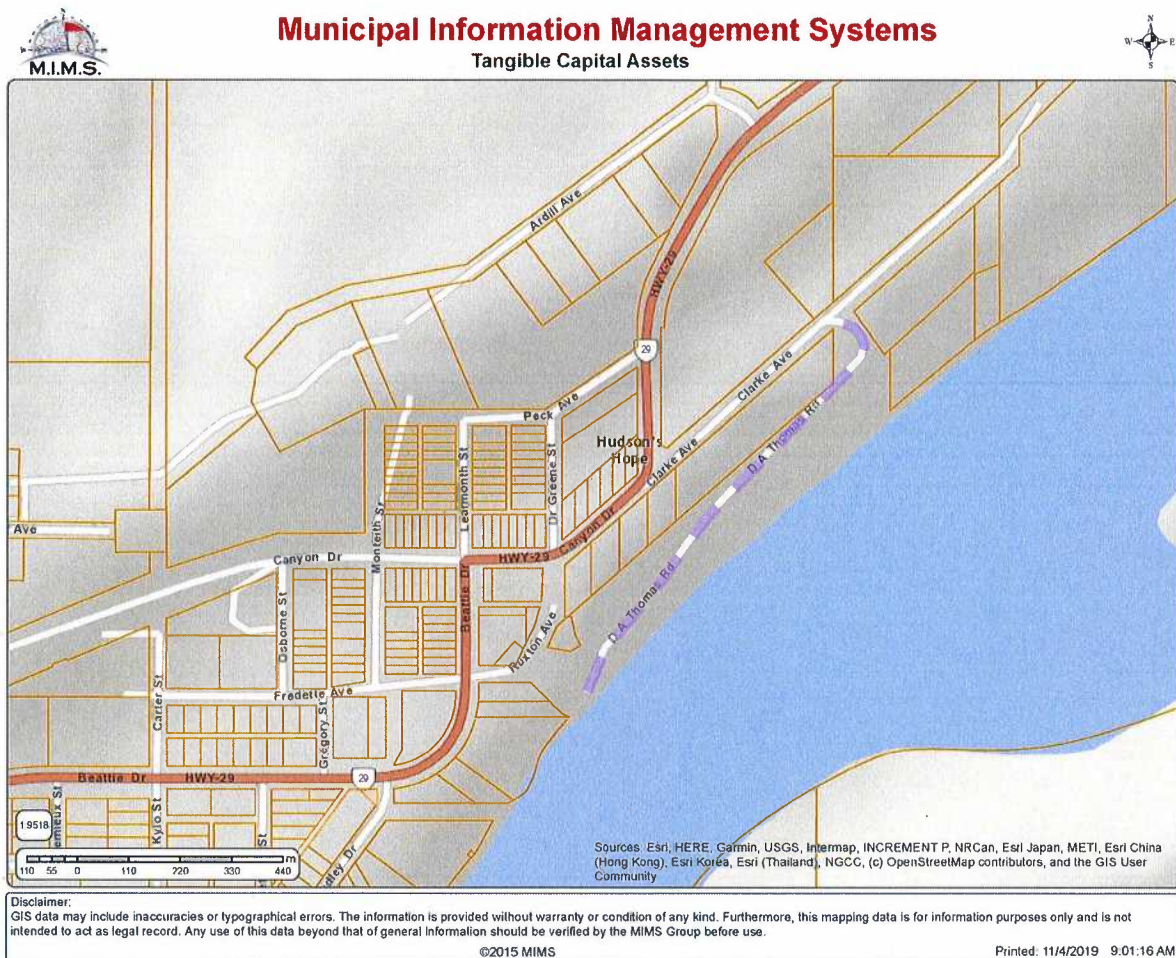 Municipal Information Management Systems
Tangible Capital Assets
M.I.M.S.
N
W E
S
Ardill Ave
HWY-29
29
Clarke Ave
Peck Ave
D.A. Thomas Rd
Hudson's
Hope
Clarke Ave
Learmonth St
Dr Greene St
Monteith St
Ave
Canyon Dr
HWY-29
Canyon Dr
Osborne St
Beattie Dr
D.A. Thomas Rd
Ruxton Ave
Fredette Ave
Carter St
Gregory St
Beattie Dr
HWY-29
29
Kylo St
St
dley Dr
1:9518
m
110 55 0 110 220 330 440
Sources: Esri, HERE, Garmin, USGS, Intermap, INCREMENT P, NRCan, Esri Japan, METI, Esri China
(Hong Kong), Esri Korea, Esri (Thailand), NGCC, (c) OpenStreetMap contributors, and the GIS User
Community
Disclaimer:
GIS data may include inaccuracies or typographical errors. The information is provided without warranty or condition of any kind. Furthermore, this mapping data is for information purposes only and is not
intended to act as legal record. Any use of this data beyond that of general Information should be verified by the MIMS Group before use.
©2015 MIMS
Printed: 11/4/2019 9:01:16 AM